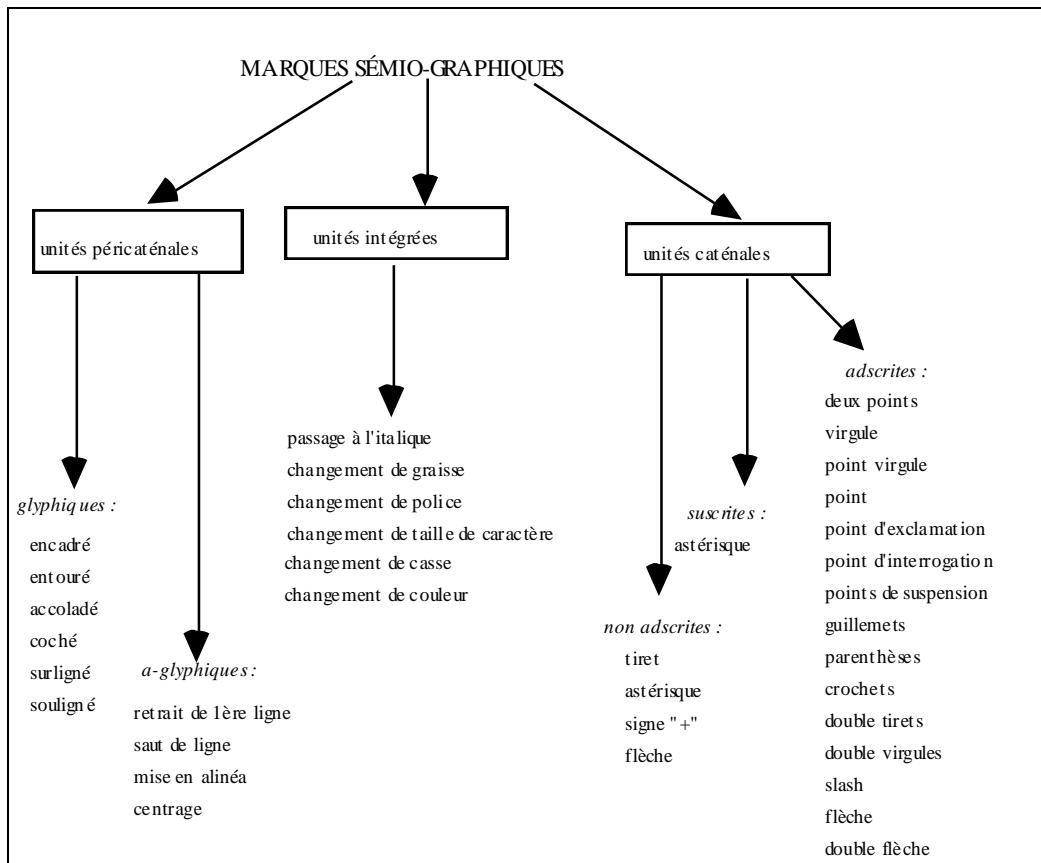 MARQUES SÉMIO-GRAPHIQUES
unités péricaténales
unités intégrées
unités caténales
glyphiques :
encadré
entouré
accoladé
coché
surligné
souligné
a-glyphiques :
retrait de 1ère ligne
saut de ligne
mise en alinéa
centrage
passage à l'italique
changement de graisse
changement de police
changement de taille de caractère
changement de casse
changement de couleur
non adscrites :
tiret
astérisque
signe "+"
flèche
suscrites :
astérisque
adscrites :
deux points
virgule
point virgule
point
point d'exclamation
point d'interrogation
points de suspension
guillemets
parenthèses
crochets
double tirets
double virgules
slash
flèche
double flèche